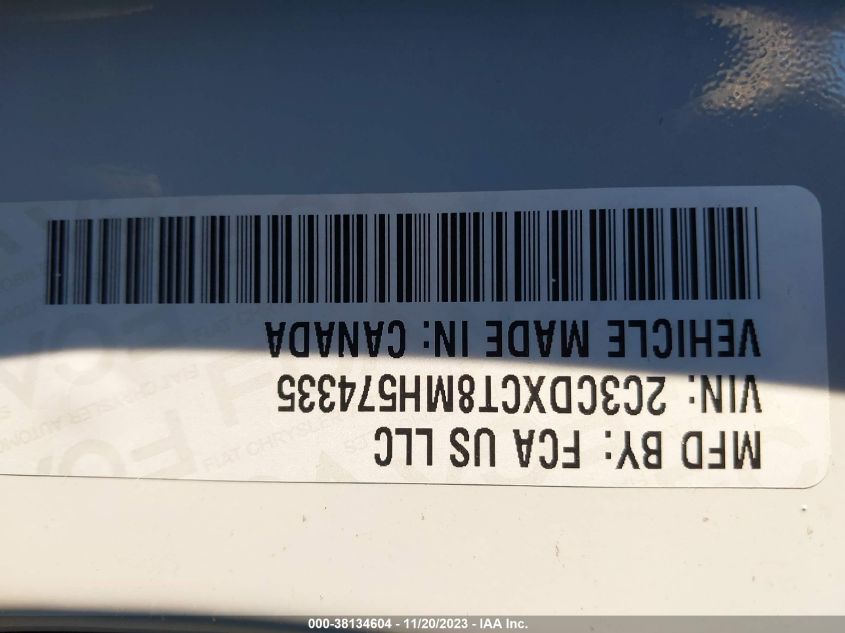 MFD BY: FCA US LLC
VIN: 2C3CDXCT8MH574335
VEHICLE MADE IN: CANADA
000-38134604 - 11/20/2023 - IAA Inc.